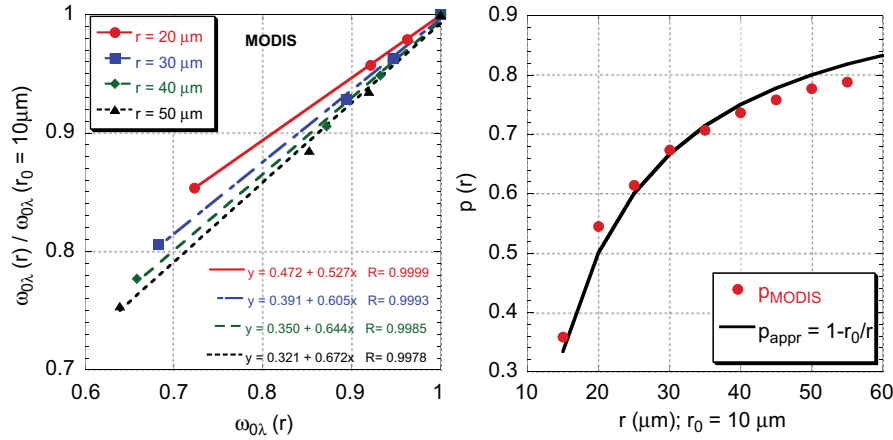 MODIS
r = 20 μm
r = 30 μm
r = 40 μm
r = 50 μm
1
0.9
0.8
0.7
ω0λ (r) / ω0λ (r0 = 10μm)
y = 0.472 + 0.527x R= 0.9999
y = 0.391 + 0.605x R= 0.9993
y = 0.350 + 0.644x R= 0.9985
y = 0.321 + 0.672x R= 0.9978
0.6 0.7 0.8 0.9 1
ω0λ (r)
0.9
0.8
0.7
0.6
0.5
0.4
0.3
p (r)
pMODIS
pappr = 1-r0/r
10 20 30 40 50 60
r (μm); r0 = 10 μm